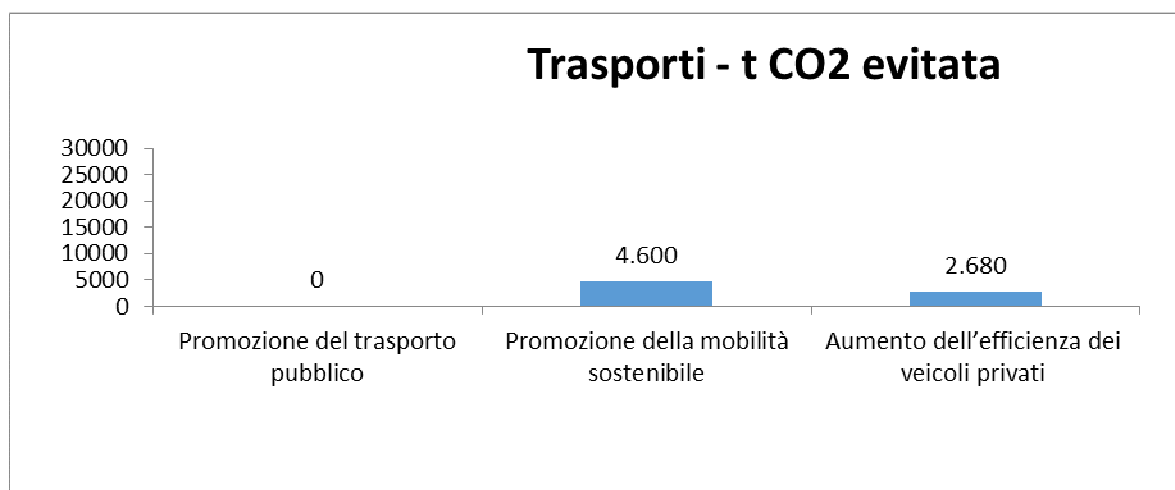 Trasporti - t CO2 evitata
30000
25000
20000
15000
10000
5000
0
0
4.600
2.680
Promozione del trasporto
pubblico
Promozione della mobilità
sostenibile
Aumento dell’efficienza dei
veicoli privati